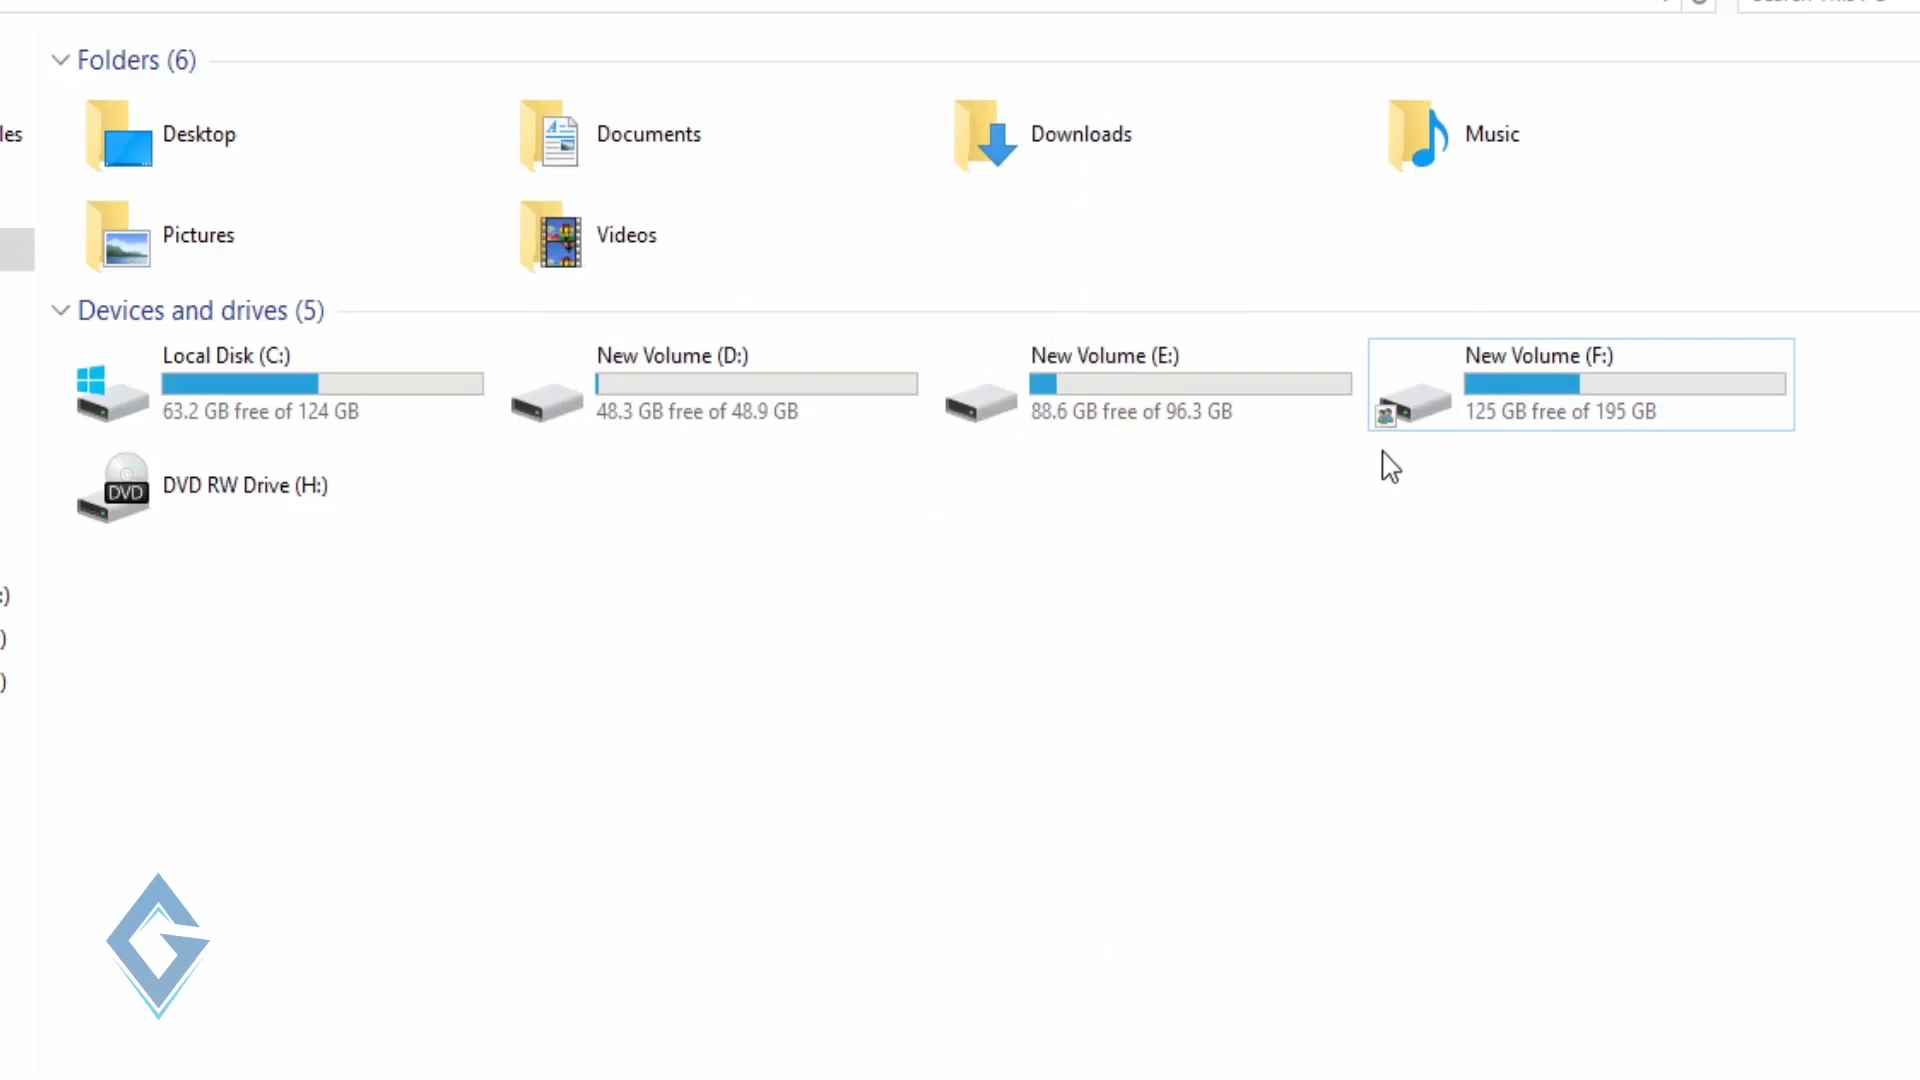 Folders (6)
les
Desktop
Documents
Downloads
Music
Pictures
Videos
Devices and drives (5)
Local Disk (C:)
63.2 GB free of 124 GB
New Volume (D:)
48.3 GB free of 48.9 GB
New Volume (E:)
88.6 GB free of 96.3 GB
New Volume (F:)
125 GB free of 195 GB
DVD
DVD RW Drive (H:)
:)
)
)